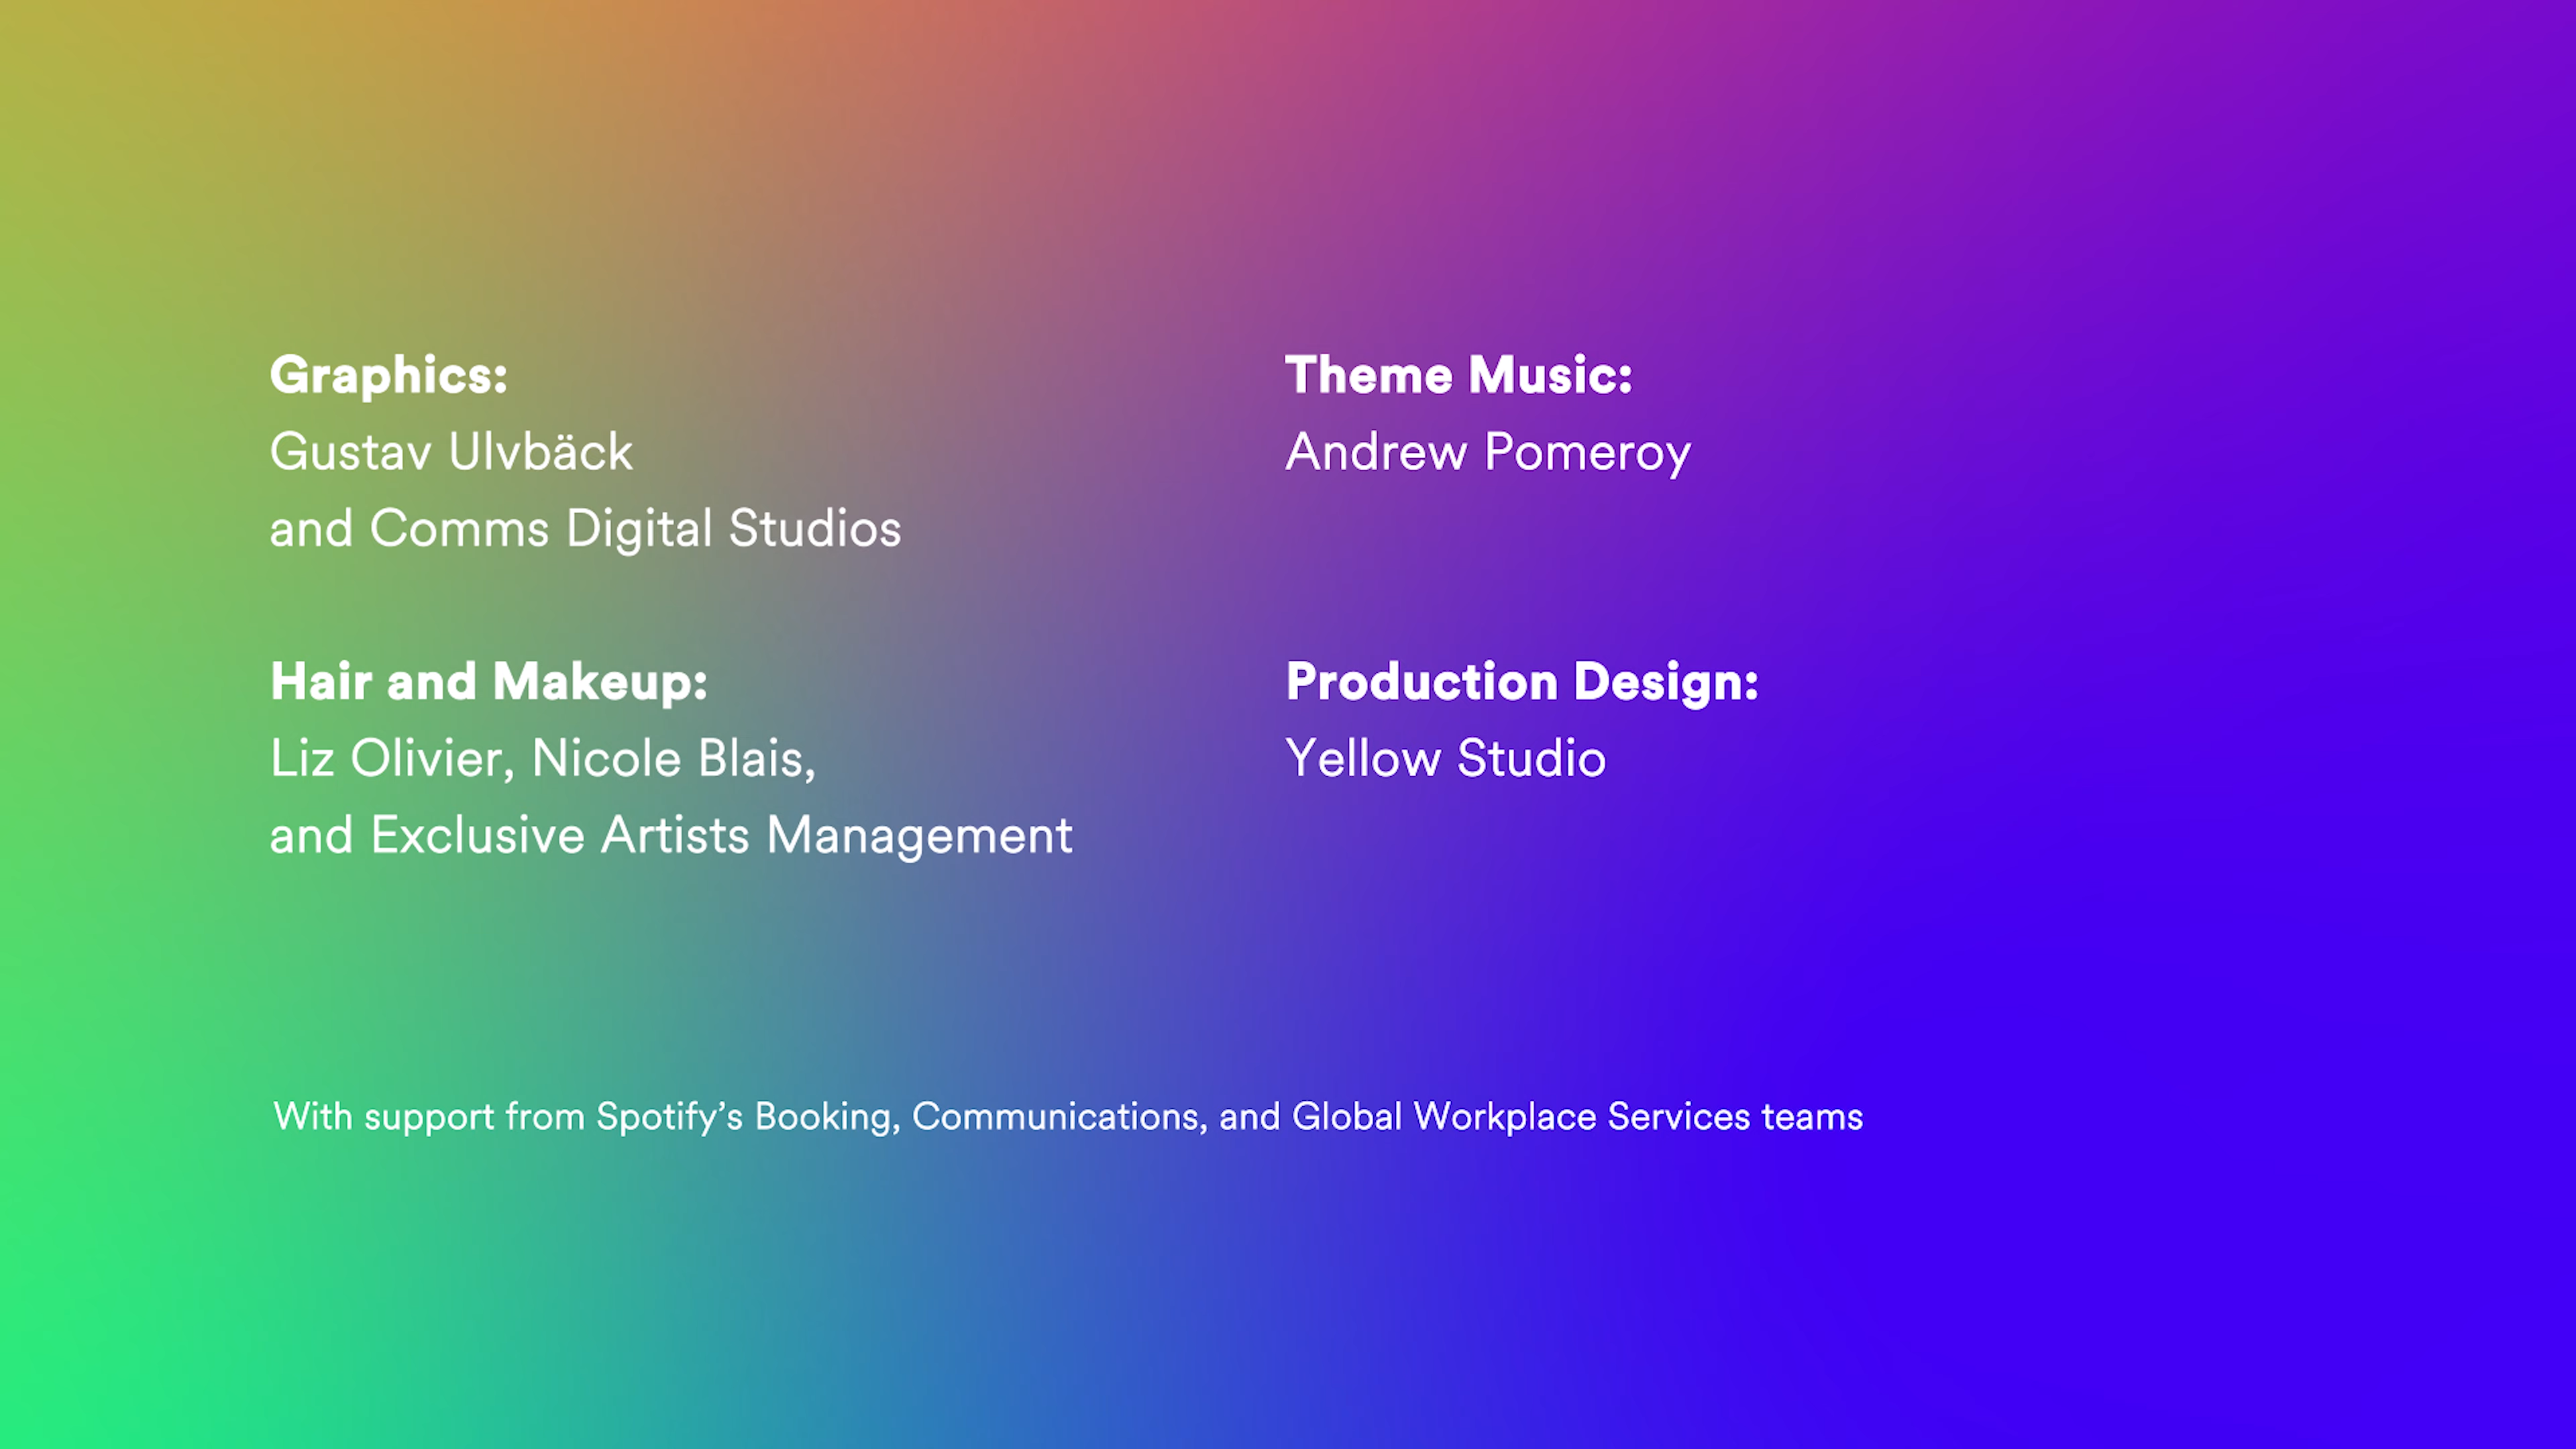 Graphics:
Gustav Ulvbäck
and Comms Digital Studios
Theme Music:
Andrew Pomeroy
Hair and Makeup:
Liz Olivier, Nicole Blais,
and Exclusive Artists Management
Production Design:
Yellow Studio
With support from Spotify’s Booking, Communications, and Global Workplace Services teams